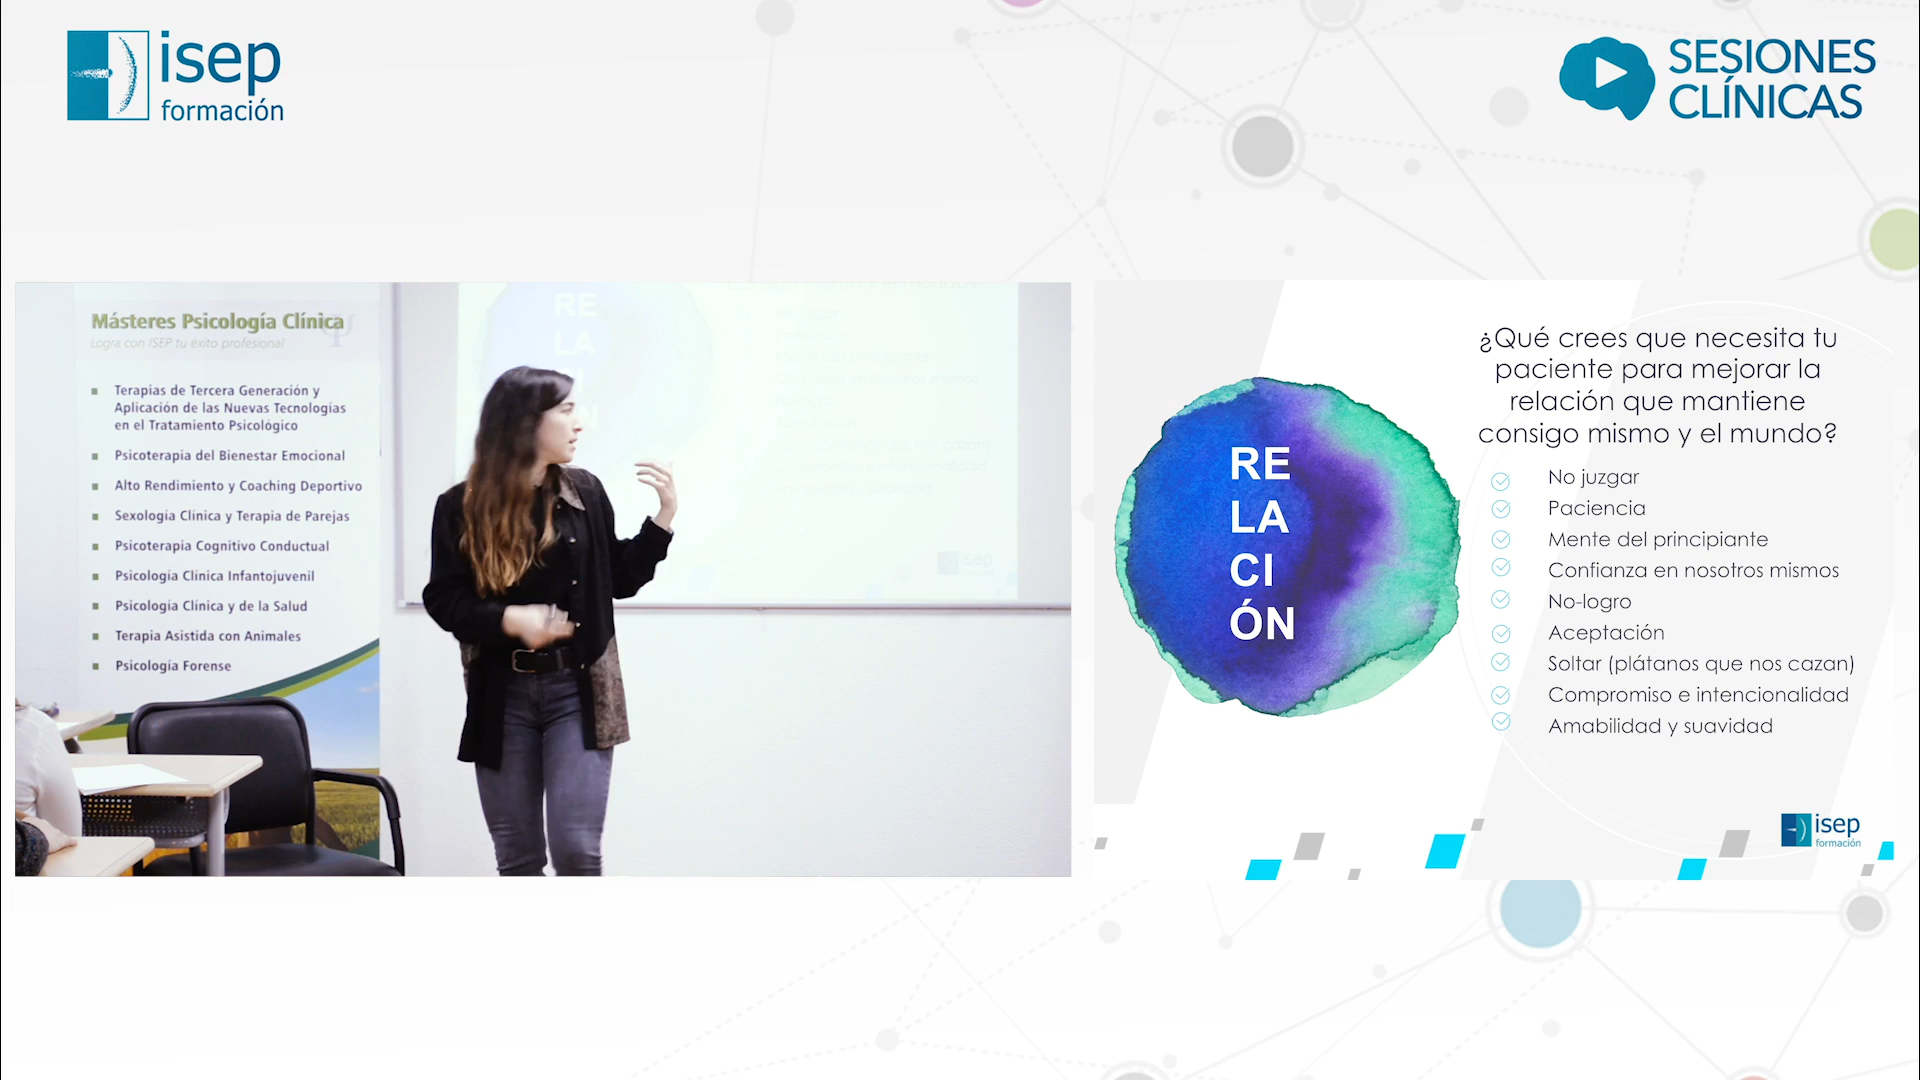 isep
formación
SESIONES
CLÍNICAS
Másteres Psicología Clínica
Logra con ISEP tu éxito profesional
Terapias de Tercera Generación y
Aplicación de las Nuevas Tecnologías
en el Tratamiento Psicológico
Psicoterapia del Bienestar Emocional
Alto Rendimiento y Coaching Deportivo
Sexología Clínica y Terapia de Parejas
Psicoterapia Cognitivo Conductual
Psicología Clínica Infantojuvenil
Psicología Clínica y de la Salud
Terapia Asistida con Animales
Psicología Forense
RE
LA
N
isep
RE
LA
CI
ÓN
¿Qué crees que necesita tu
paciente para mejorar la
relación que mantiene
consigo mismo y el mundo?
No juzgar
Paciencia
Mente del principiante
Confianza en nosotros mismos
No-logro
Aceptación
Soltar (plátanos que nos cazan)
Compromiso e intencionalidad
Amabilidad y suavidad
isep
formación